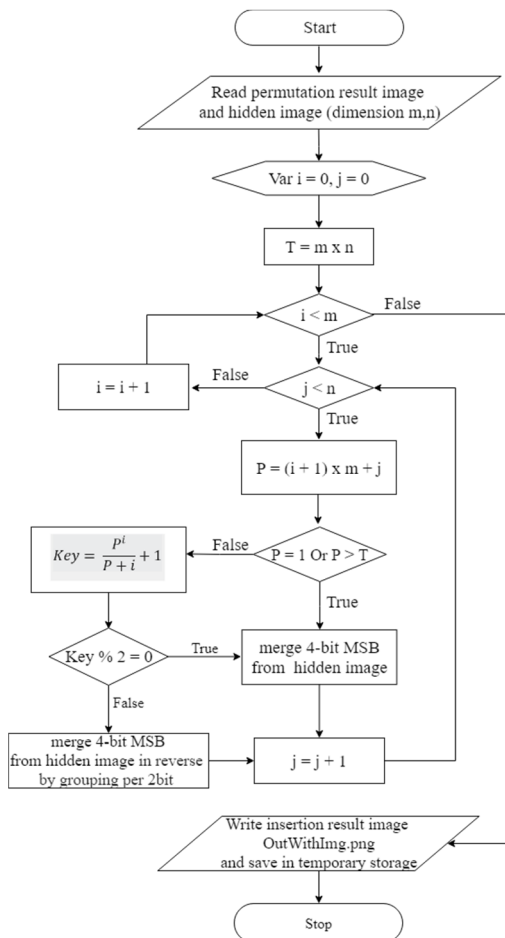 Start
Read permutation result image
and hidden image (dimension m,n)
Var i = 0, j = 0
T = m x n
i < m
False
True
j < n
False
i = i + 1
True
P = (i + 1) x m + j
Key = P^i / P + i + 1
False
P = 1 Or P > T
True
Key % 2 = 0
True
merge 4-bit MSB
from hidden image
False
merge 4-bit MSB
from hidden image in reverse
by grouping per 2bit
j = j + 1
Write insertion result image
OutWithImg.png
and save in temporary storage
Stop